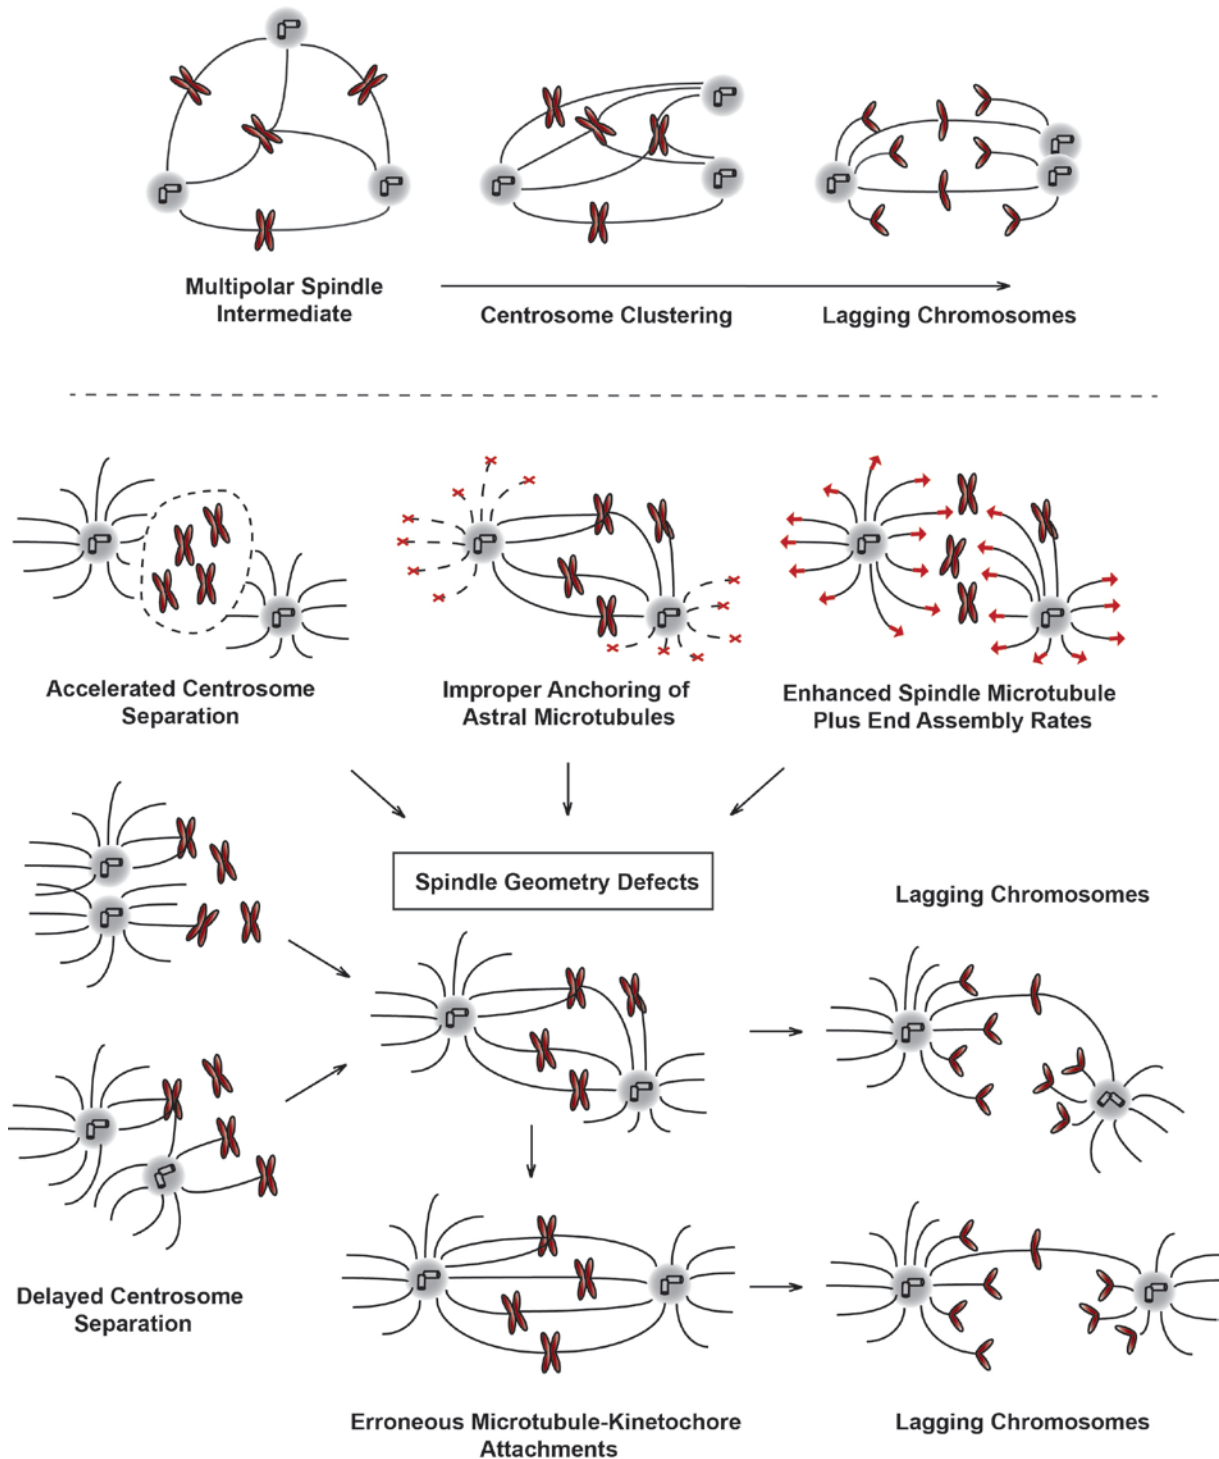 Multipolar Spindle
Intermediate
Centrosome Clustering
Lagging Chromosomes
Accelerated Centrosome
Separation
Improper Anchoring of
Astral Microtubules
Enhanced Spindle Microtubule
Plus End Assembly Rates
Spindle Geometry Defects
Lagging Chromosomes
Delayed Centrosome
Separation
Erroneous Microtubule-Kinetochore
Attachments
Lagging Chromosomes